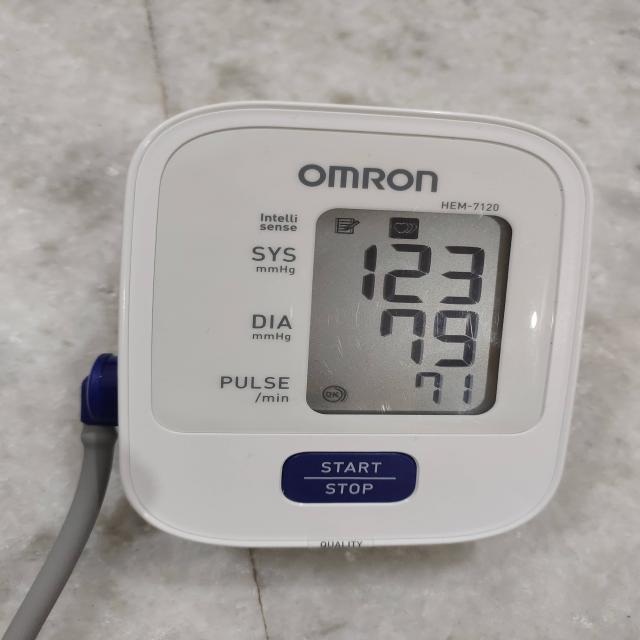 OMRON
HEM-7120
Intelli
sense
SYS
mmHg
123
DIA
mmHg
79
PULSE
/min
71
OK
START
STOP
QUALITY